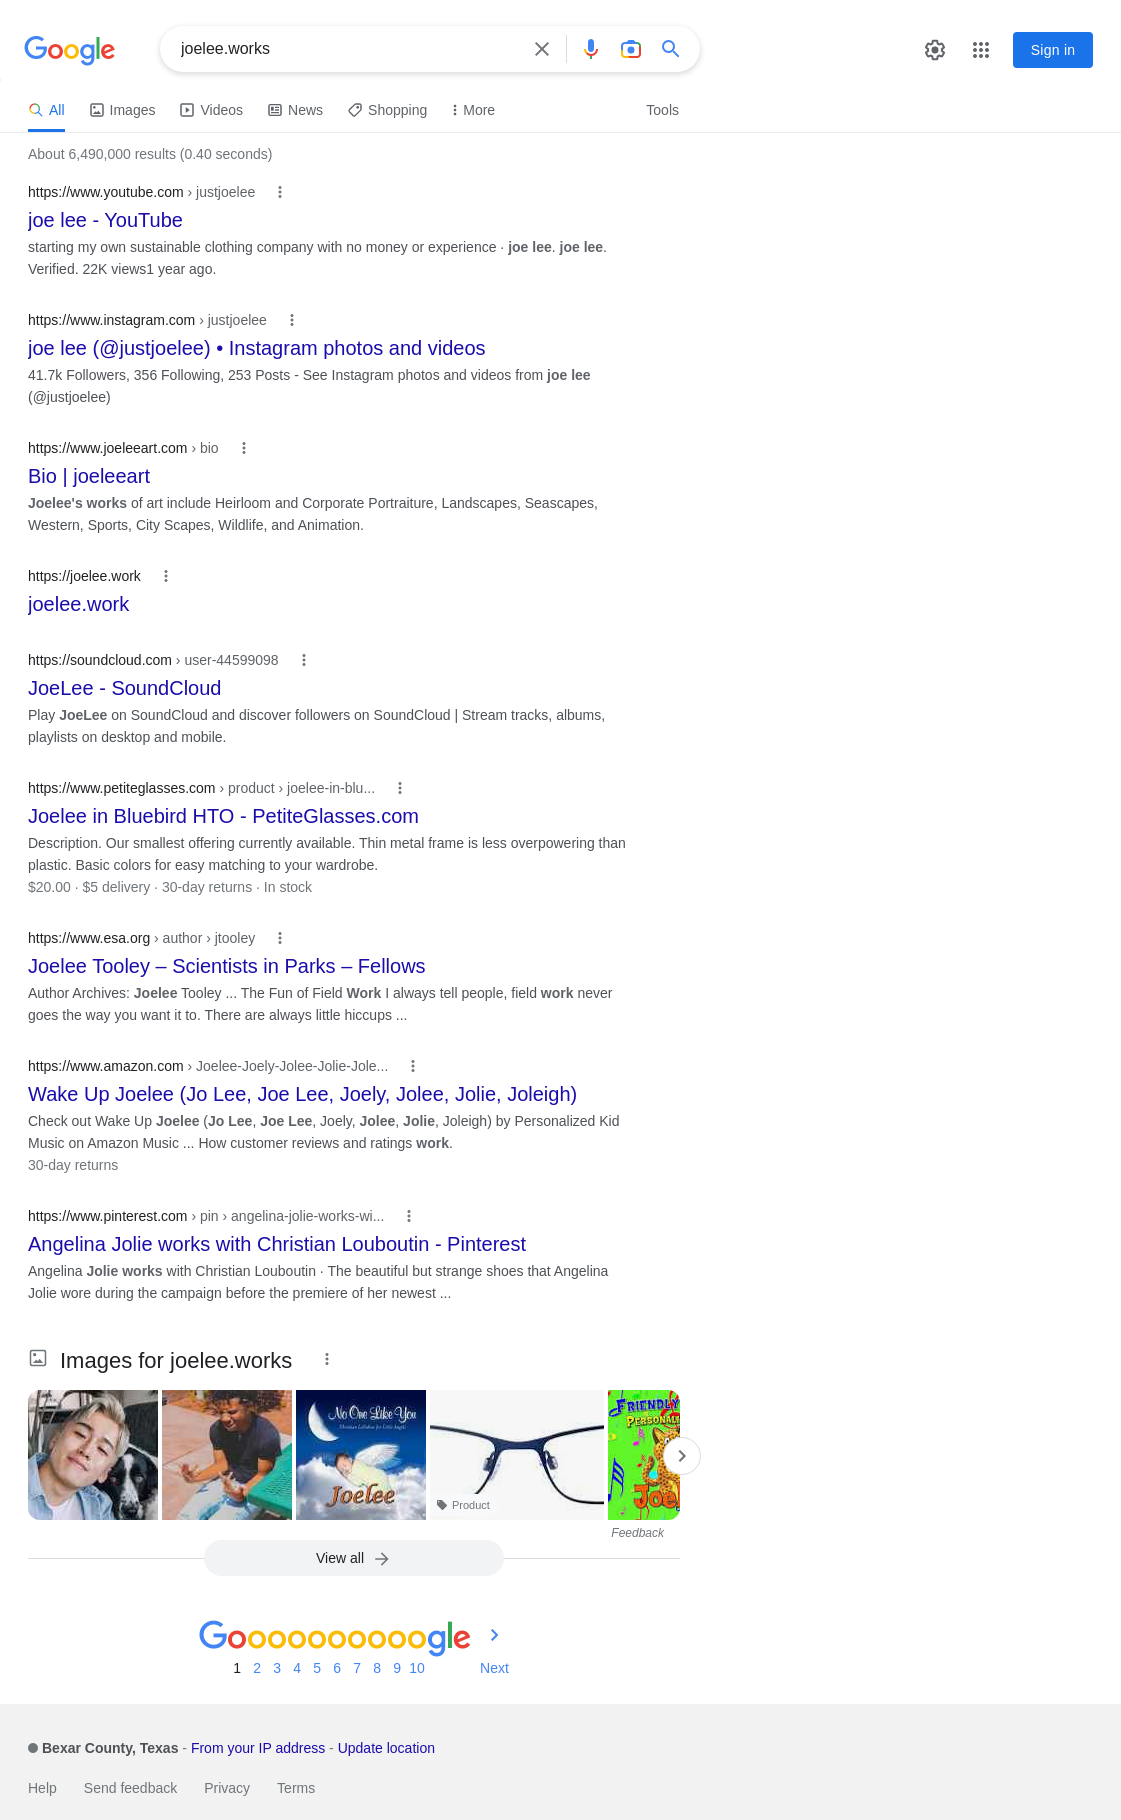 Google
joelee.works
Sign in
All
Images
Videos
News
Shopping
More
Tools
About 6,490,000 results (0.40 seconds)
https://www.youtube.com › justjoelee
joe lee - YouTube
starting my own sustainable clothing company with no money or experience · joe lee. joe lee.
Verified. 22K views1 year ago.
https://www.instagram.com › justjoelee
joe lee (@justjoelee) • Instagram photos and videos
41.7k Followers, 356 Following, 253 Posts - See Instagram photos and videos from joe lee
(@justjoelee)
https://www.joeleeart.com › bio
Bio | joeleeart
Joelee's works of art include Heirloom and Corporate Portraiture, Landscapes, Seascapes,
Western, Sports, City Scapes, Wildlife, and Animation.
https://joelee.work
joelee.work
https://soundcloud.com › user-44599098
JoeLee - SoundCloud
Play JoeLee on SoundCloud and discover followers on SoundCloud | Stream tracks, albums,
playlists on desktop and mobile.
https://www.petiteglasses.com › product › joelee-in-blu...
Joelee in Bluebird HTO - PetiteGlasses.com
Description. Our smallest offering currently available. Thin metal frame is less overpowering than
plastic. Basic colors for easy matching to your wardrobe.
$20.00 · $5 delivery · 30-day returns · In stock
https://www.esa.org › author › jtooley
Joelee Tooley – Scientists in Parks – Fellows
Author Archives: Joelee Tooley ... The Fun of Field Work I always tell people, field work never
goes the way you want it to. There are always little hiccups ...
https://www.amazon.com › Joelee-Joely-Jolee-Jolie-Jole...
Wake Up Joelee (Jo Lee, Joe Lee, Joely, Jolee, Jolie, Joleigh)
Check out Wake Up Joelee (Jo Lee, Joe Lee, Joely, Jolee, Jolie, Joleigh) by Personalized Kid
Music on Amazon Music ... How customer reviews and ratings work.
30-day returns
https://www.pinterest.com › pin › angelina-jolie-works-wi...
Angelina Jolie works with Christian Louboutin - Pinterest
Angelina Jolie works with Christian Louboutin · The beautiful but strange shoes that Angelina
Jolie wore during the campaign before the premiere of her newest ...
Images for joelee.works
No One Like You
Christian Lullabies for Little Angels
Joelee
Product
FRIENDLY
PERSONAL
Joe
Feedback
View all
Goooooooooogle
1 2 3 4 5 6 7 8 9 10 Next
Bexar County, Texas - From your IP address - Update location
Help Send feedback Privacy Terms